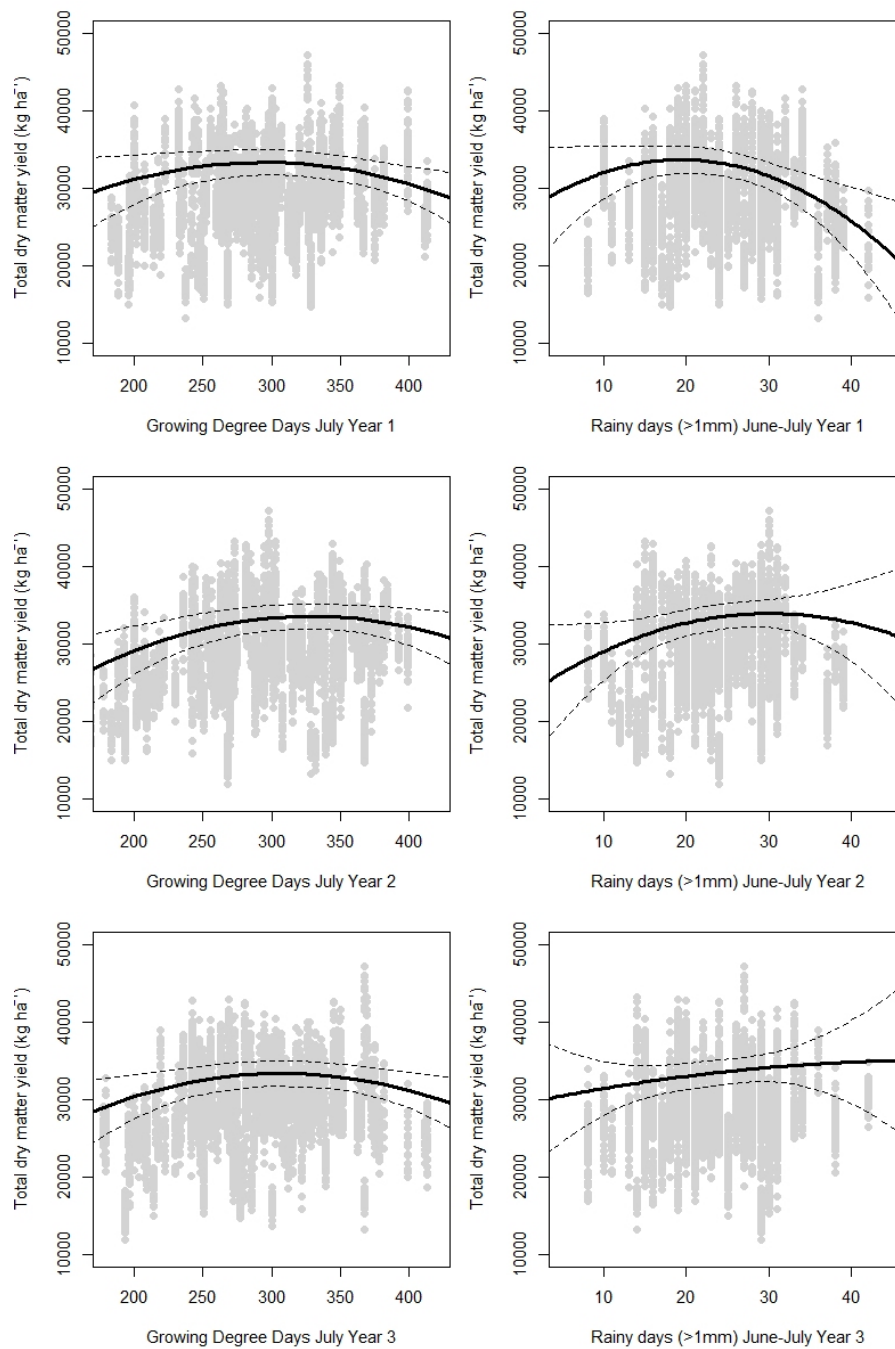 Total dry matter yield (kg ha⁻¹)
50000
40000
30000
20000
10000
200 250 300 350 400
Growing Degree Days July Year 1
Total dry matter yield (kg ha⁻¹)
50000
40000
30000
20000
10000
10 20 30 40
Rainy days (>1mm) June-July Year 1
Total dry matter yield (kg ha⁻¹)
50000
40000
30000
20000
10000
200 250 300 350 400
Growing Degree Days July Year 2
Total dry matter yield (kg ha⁻¹)
50000
40000
30000
20000
10000
10 20 30 40
Rainy days (>1mm) June-July Year 2
Total dry matter yield (kg ha⁻¹)
50000
40000
30000
20000
10000
200 250 300 350 400
Growing Degree Days July Year 3
Total dry matter yield (kg ha⁻¹)
50000
40000
30000
20000
10000
10 20 30 40
Rainy days (>1mm) June-July Year 3